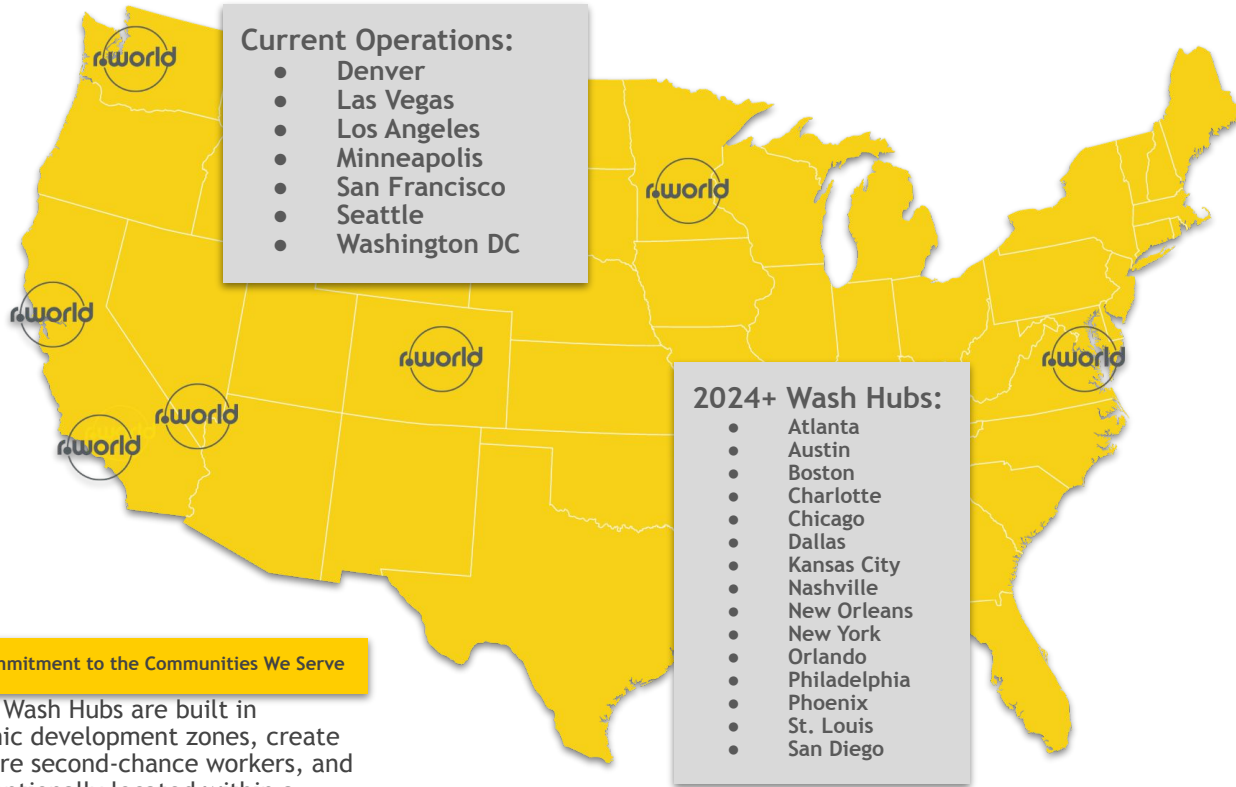 Current Operations:
● Denver
● Las Vegas
● Los Angeles
● Minneapolis
● San Francisco
● Seattle
● Washington DC
r.world
r.world
r.world
r.world
r.world
r.world
r.world
2024+ Wash Hubs:
● Atlanta
● Austin
● Boston
● Charlotte
● Chicago
● Dallas
● Kansas City
● Nashville
● New Orleans
● New York
● Orlando
● Philadelphia
● Phoenix
● St. Louis
● San Diego
to the Communities We Serve
Wash Hubs are built in
development zones, create
second-chance workers, and
located within a